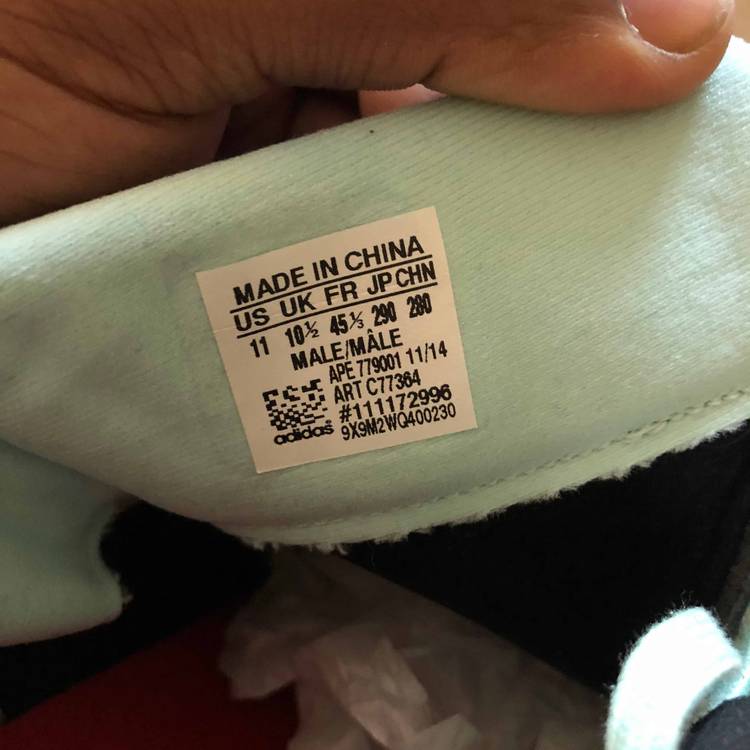 MADE IN CHINA
US UK FR JP CHN
11 10½ 45⅓ 290 280
MALE/MÂLE
APE 779001 11/14
ART C77364
#111172996
adidas® 9X9M2WQ400230